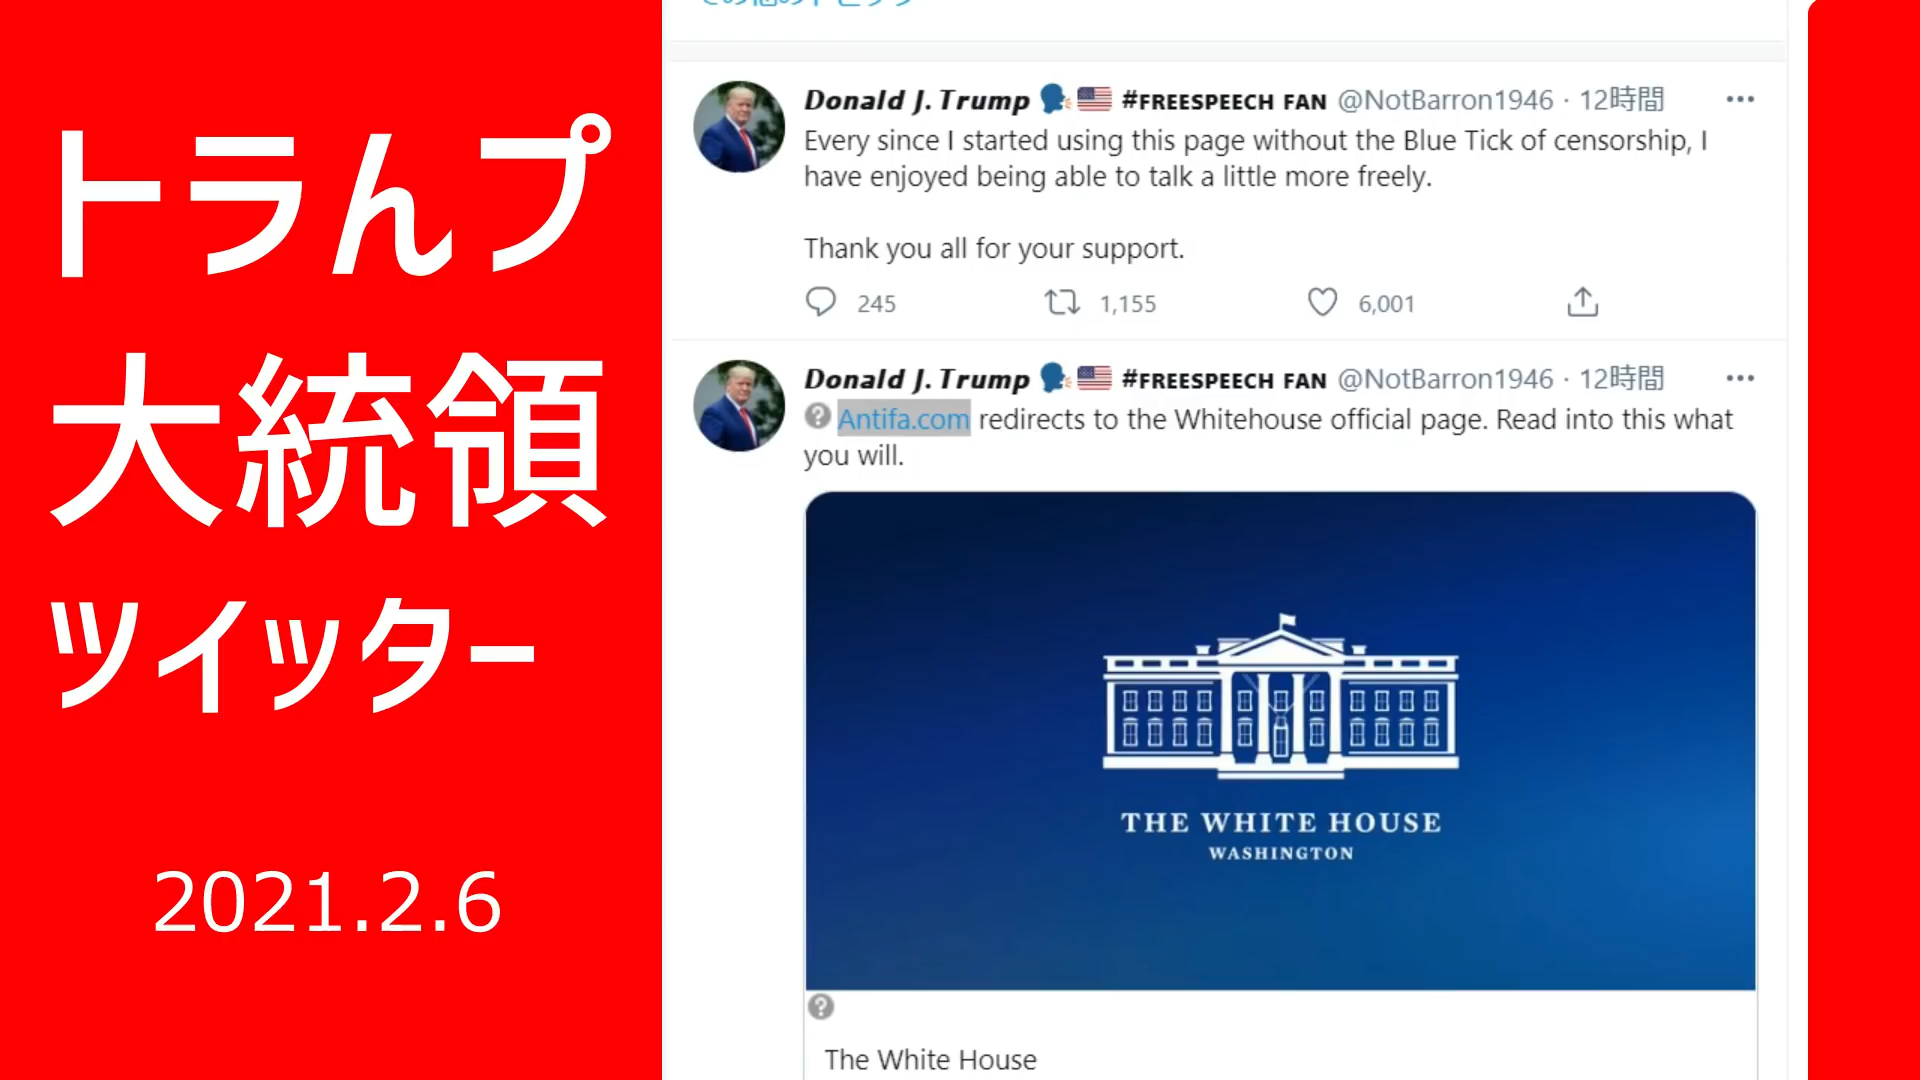 トラんプ
大統領
ツイッター
2021.2.6
Donald J. Trump 🗣️🇺🇸 #FREESPEECH FAN @NotBarron1946 · 12時間
Every since I started using this page without the Blue Tick of censorship, I
have enjoyed being able to talk a little more freely.
Thank you all for your support.
245 1,155 6,001
Donald J. Trump 🗣️🇺🇸 #FREESPEECH FAN @NotBarron1946 · 12時間
Antifa.com redirects to the Whitehouse official page. Read into this what
you will.
THE WHITE HOUSE
WASHINGTON
The White House